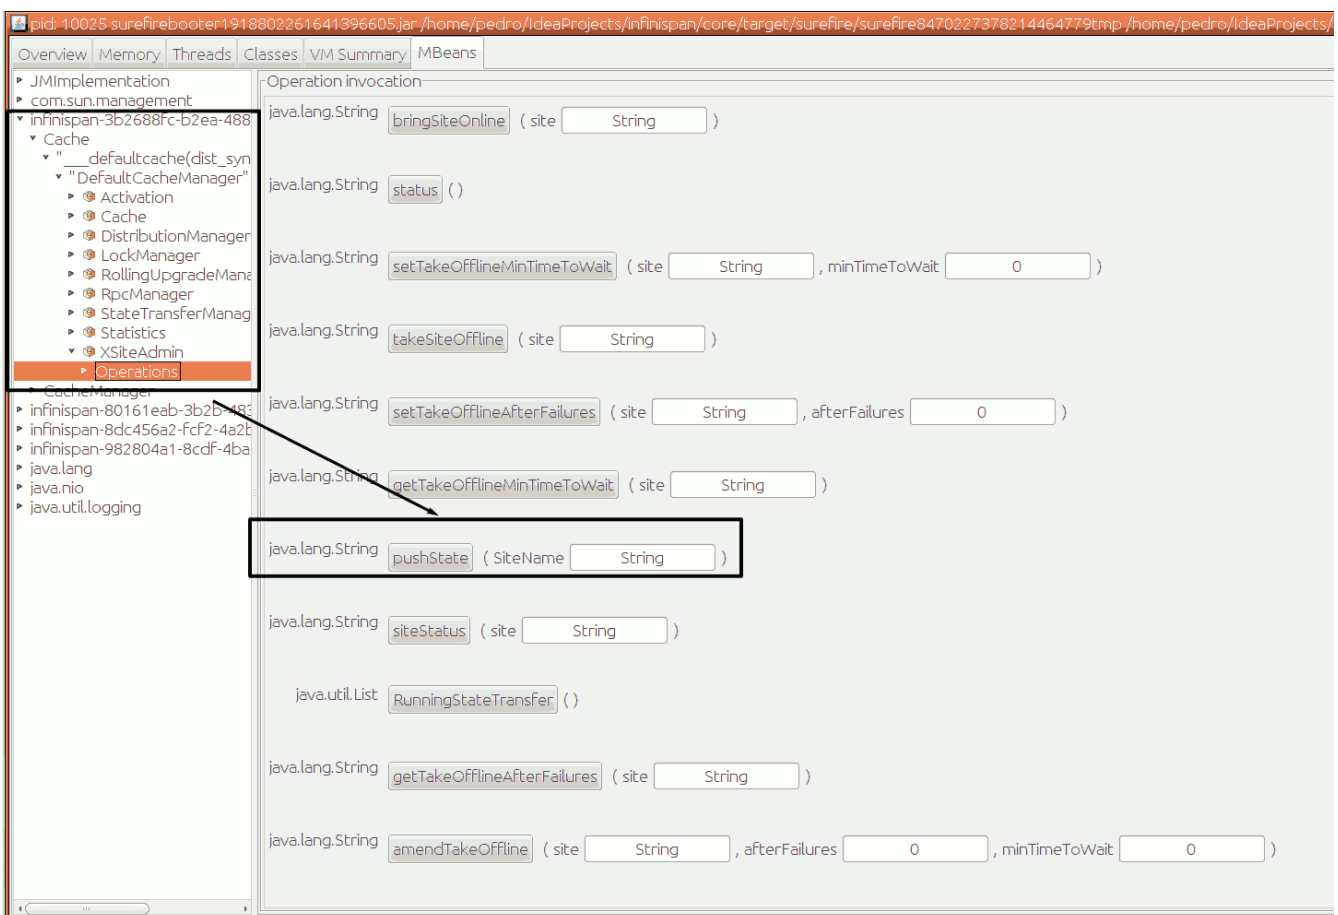 pid: 10025 surefirebooter1918802261641396605.jar /home/pedro/IdeaProjects/infinispan/core/target/surefire/surefire8470227378214464779tmp /home/pedro/IdeaProjects/
Overview Memory Threads Classes VM Summary MBeans
JMImplementation
com.sun.management
infinispan-3b2688fc-b2ea-488
Cache
"___defaultcache(dist_syn
"DefaultCacheManager"
Activation
Cache
DistributionManager
LockManager
RollingUpgradeMana
RpcManager
StateTransferManag
Statistics
XSiteAdmin
Operations
CacheManager
infinispan-80161eab-3b2b-483
infinispan-8dc456a2-fcf2-4a2b
infinispan-982804a1-8cdf-4ba
java.lang
java.nio
java.util.logging
Operation invocation
java.lang.String bringSiteOnline ( site String )
java.lang.String status ( )
java.lang.String setTakeOfflineMinTimeToWait ( site String , minTimeToWait 0 )
java.lang.String takeSiteOffline ( site String )
java.lang.String setTakeOfflineAfterFailures ( site String , afterFailures 0 )
java.lang.String getTakeOfflineMinTimeToWait ( site String )
java.lang.String pushState ( SiteName String )
java.lang.String siteStatus ( site String )
java.util.List RunningStateTransfer ( )
java.lang.String getTakeOfflineAfterFailures ( site String )
java.lang.String amendTakeOffline ( site String , afterFailures 0 , minTimeToWait 0 )